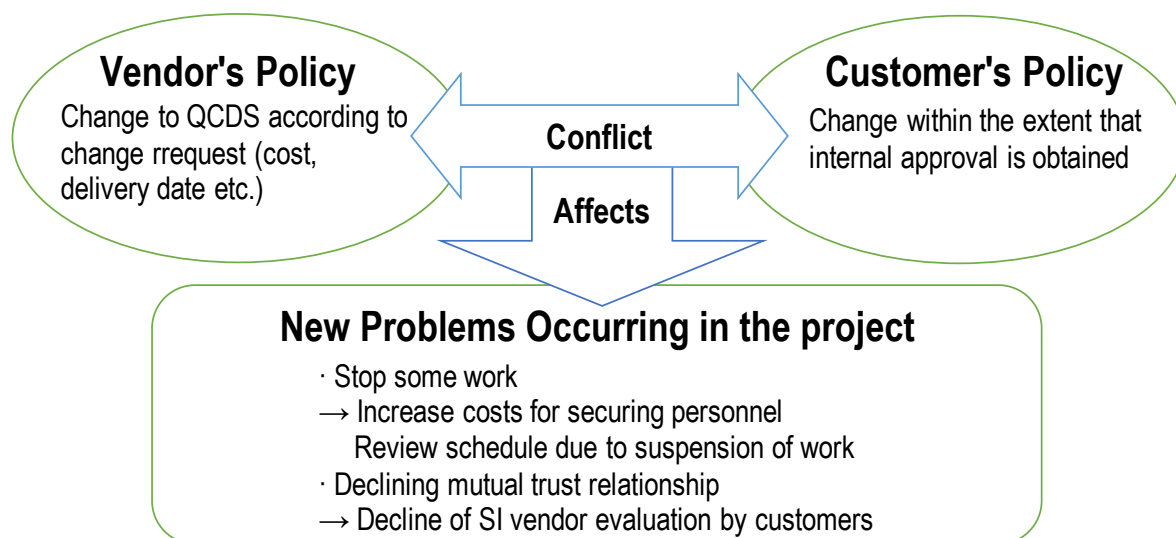 Vendor's Policy
Change to QCDS according to
change rrequest (cost,
delivery date etc.)
Conflict
Customer's Policy
Change within the extent that
internal approval is obtained
Affects
New Problems Occurring in the project
· Stop some work
→ Increase costs for securing personnel
Review schedule due to suspension of work
· Declining mutual trust relationship
→ Decline of SI vendor evaluation by customers